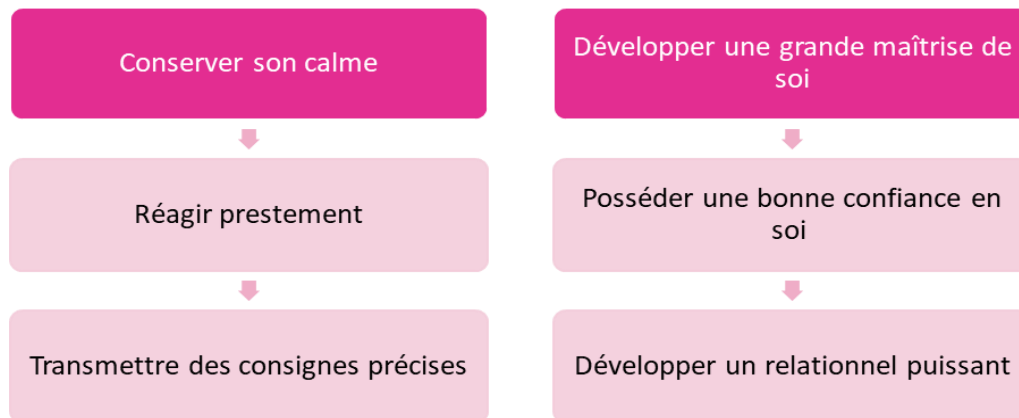 Conserver son calme
Réagir prestement
Transmettre des consignes précises
Développer une grande maîtrise de
soi
Posséder une bonne confiance en
soi
Développer un relationnel puissant